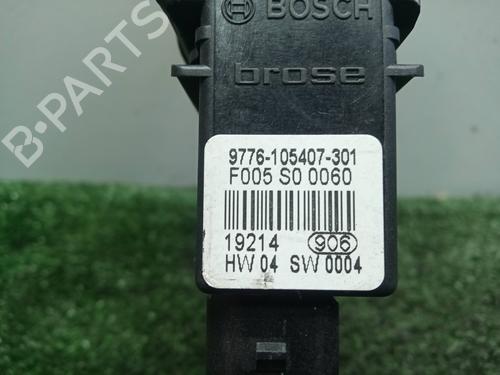 BOSCH
brose
9776-105407-301
F005 S0 0060
19214 906
HW 04 SW 0004
B-PARTS